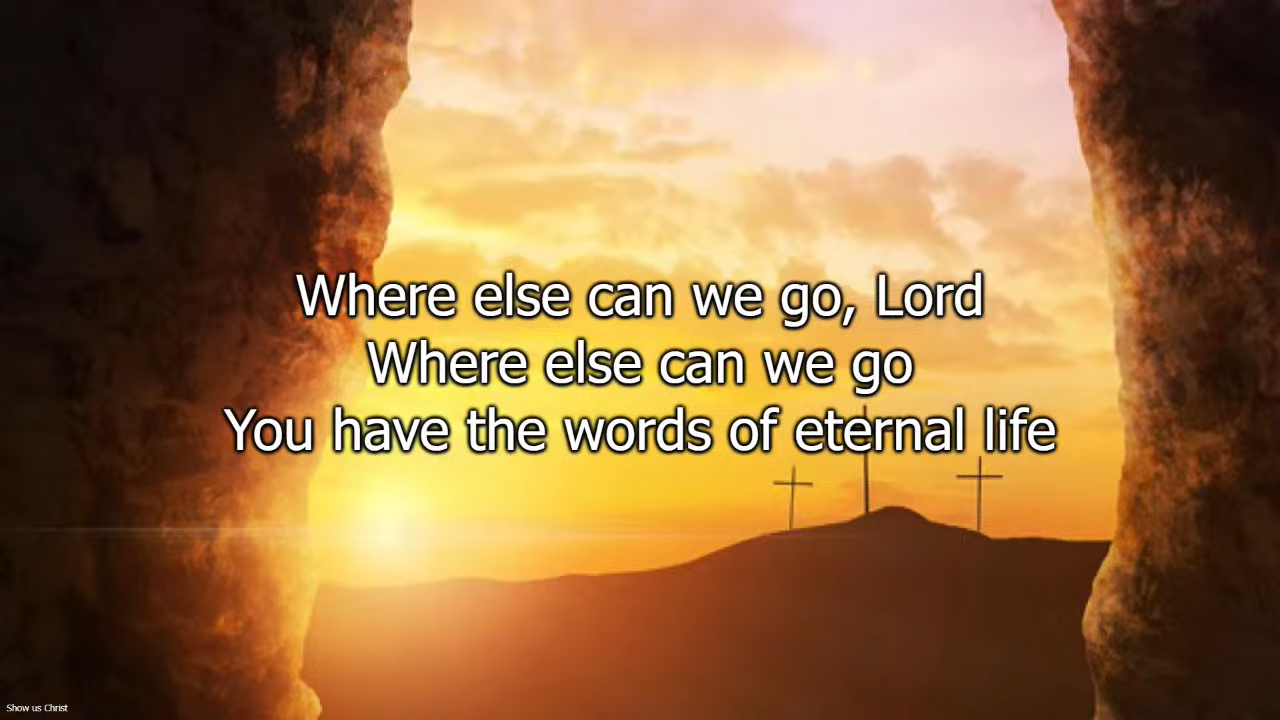 Where else can we go, Lord
Where else can we go
You have the words of eternal life
Show us Christ